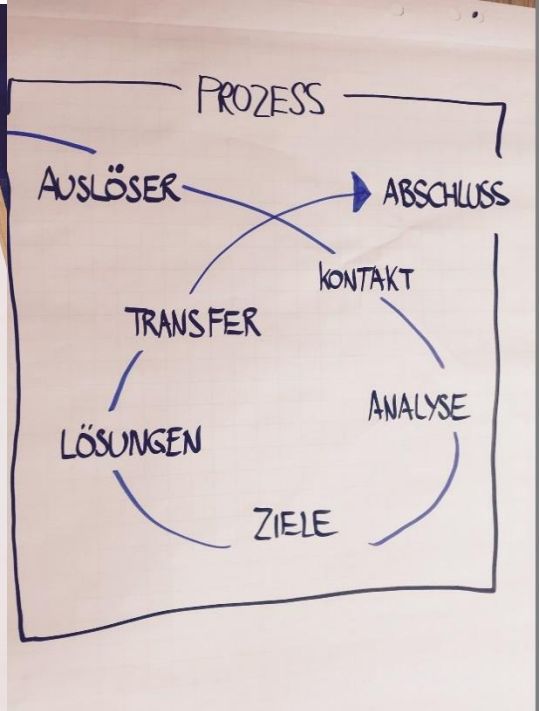 PROZESS
AUSLÖSER
ABSCHLUSS
KONTAKT
TRANSFER
ANALYSE
LÖSUNGEN
ZIELE